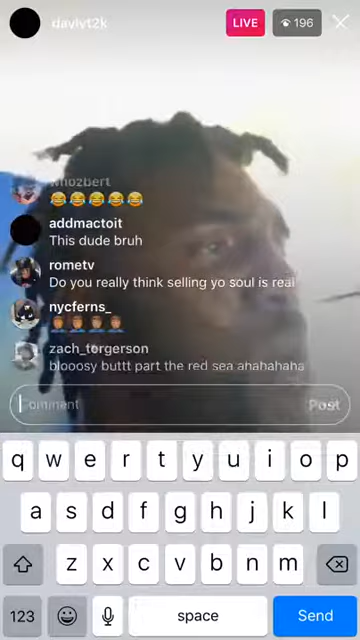 davivt2k
LIVE
196
whozbert
😂😂😂😂😂
addmactoit
This dude bruh
rometv
Do you really think selling yo soul is real
nycferns_
zach_torgerson
blooosy buttt part the red sea ahahahaha
Comment
Post
q w e r t y u i o p
a s d f g h j k l
z x c v b n m
123
space
Send